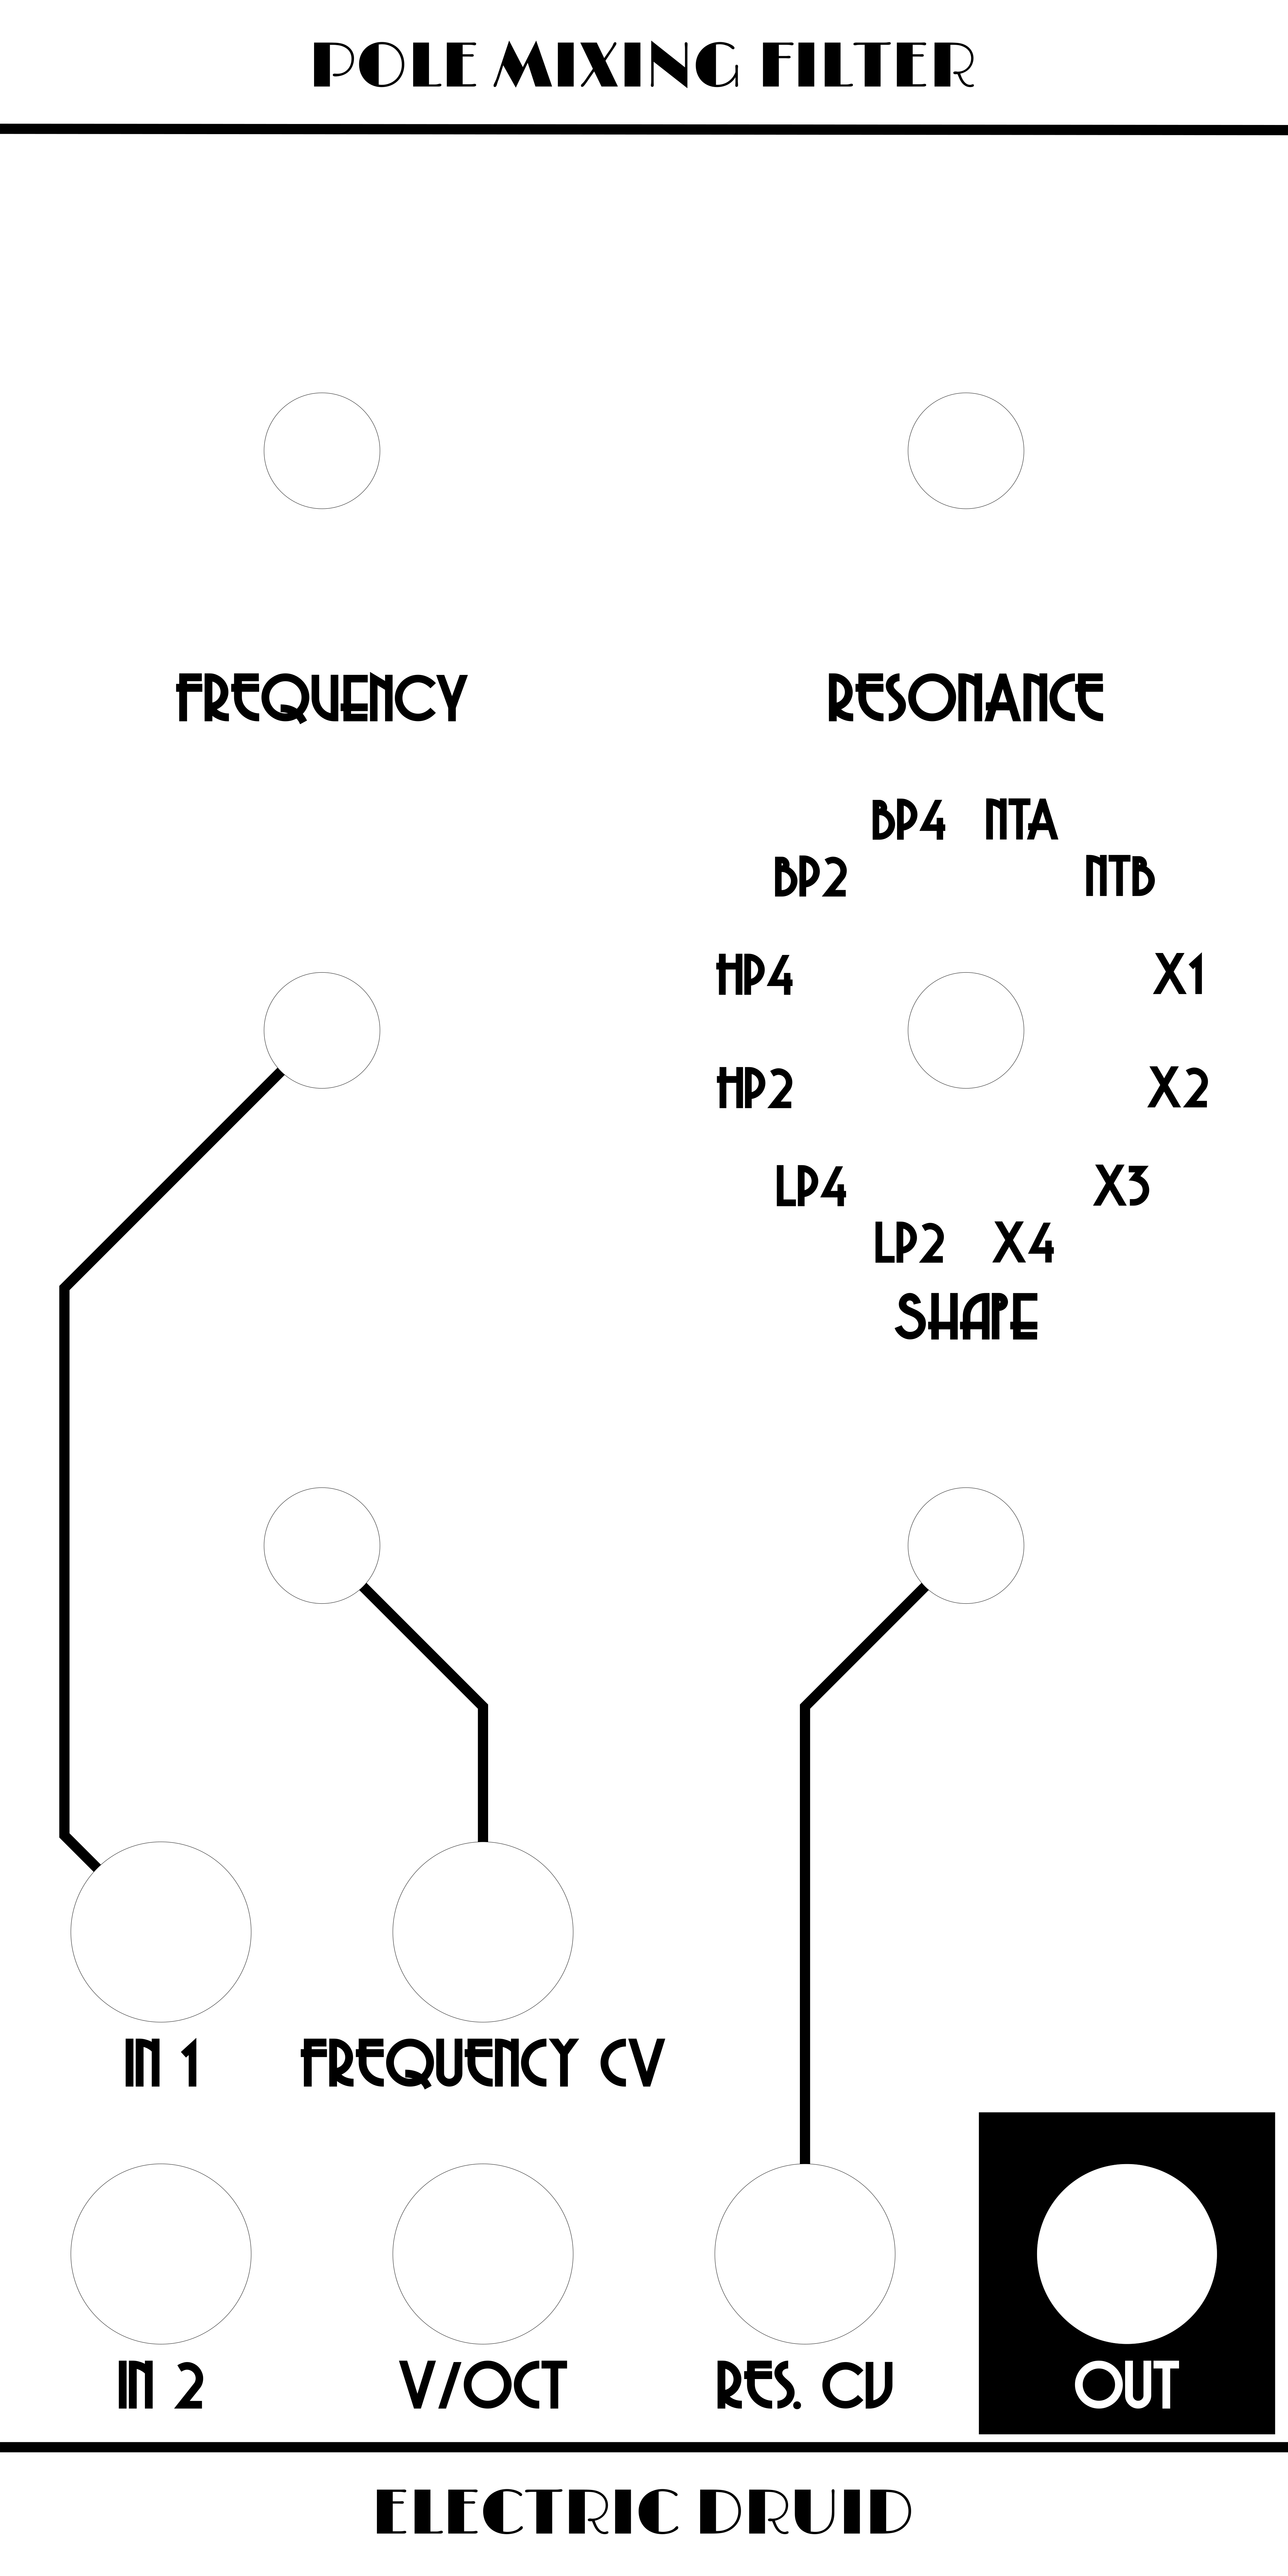 POLE MIXING FILTER
FREQUENCY RESONANCE
BP4 NTA
BP2 NTB
HP4 X1
HP2 X2
LP4 X3
LP2 X4
SHAPE
IN 1 FREQUENCY CV
IN 2 V/OCT RES. CV OUT
ELECTRIC DRUID